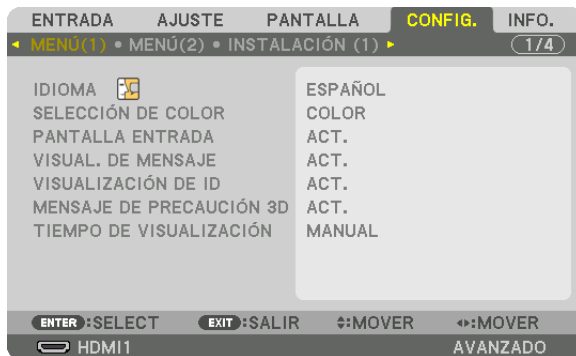 ENTRADA AJUSTE PANTALLA CONFIG. INFO.
MENÚ(1) • MENÚ(2) • INSTALACIÓN (1) 1/4
IDIOMA ESPAÑOL
SELECCIÓN DE COLOR COLOR
PANTALLA ENTRADA ACT.
VISUAL. DE MENSAJE ACT.
VISUALIZACIÓN DE ID ACT.
MENSAJE DE PRECAUCIÓN 3D ACT.
TIEMPO DE VISUALIZACIÓN MANUAL
ENTER :SELECT EXIT :SALIR :MOVER :MOVER
HDMI1 AVANZADO